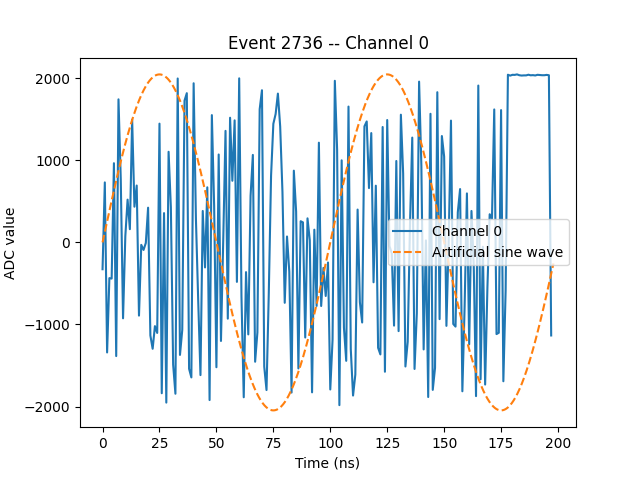 Event 2736 -- Channel 0
ADC value
2000
1000
0
−1000
−2000
Channel 0
Artificial sine wave
0
25
50
75
100
125
150
175
200
Time (ns)